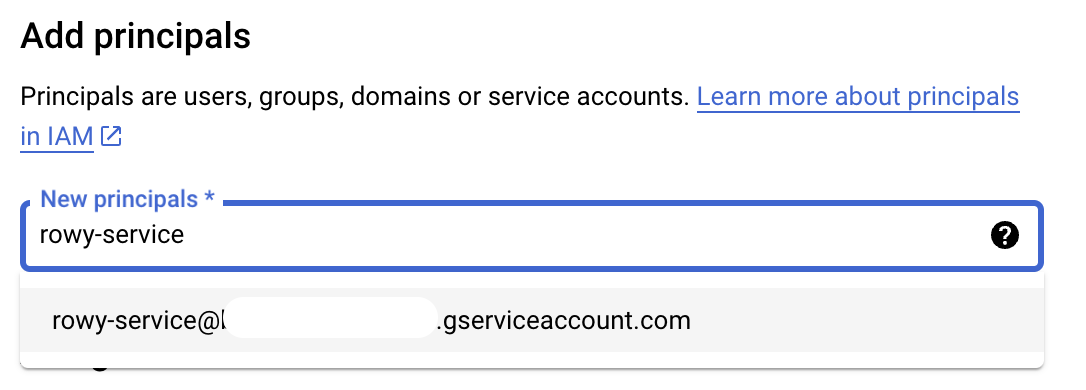 Add principals
Principals are users, groups, domains or service accounts. Learn more about principals
in IAM
New principals *
rowy-service
?
rowy-service@ .gserviceaccount.com